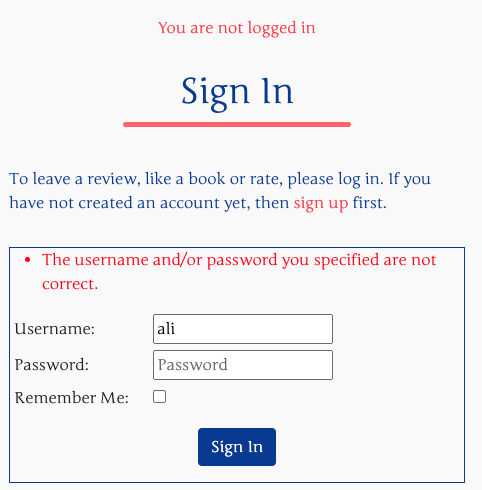 You are not logged in
Sign In
To leave a review, like a book or rate, please log in. If you
have not created an account yet, then sign up first.
• The username and/or password you specified are not
correct.
Username: ali
Password: Password
Remember Me:
Sign In